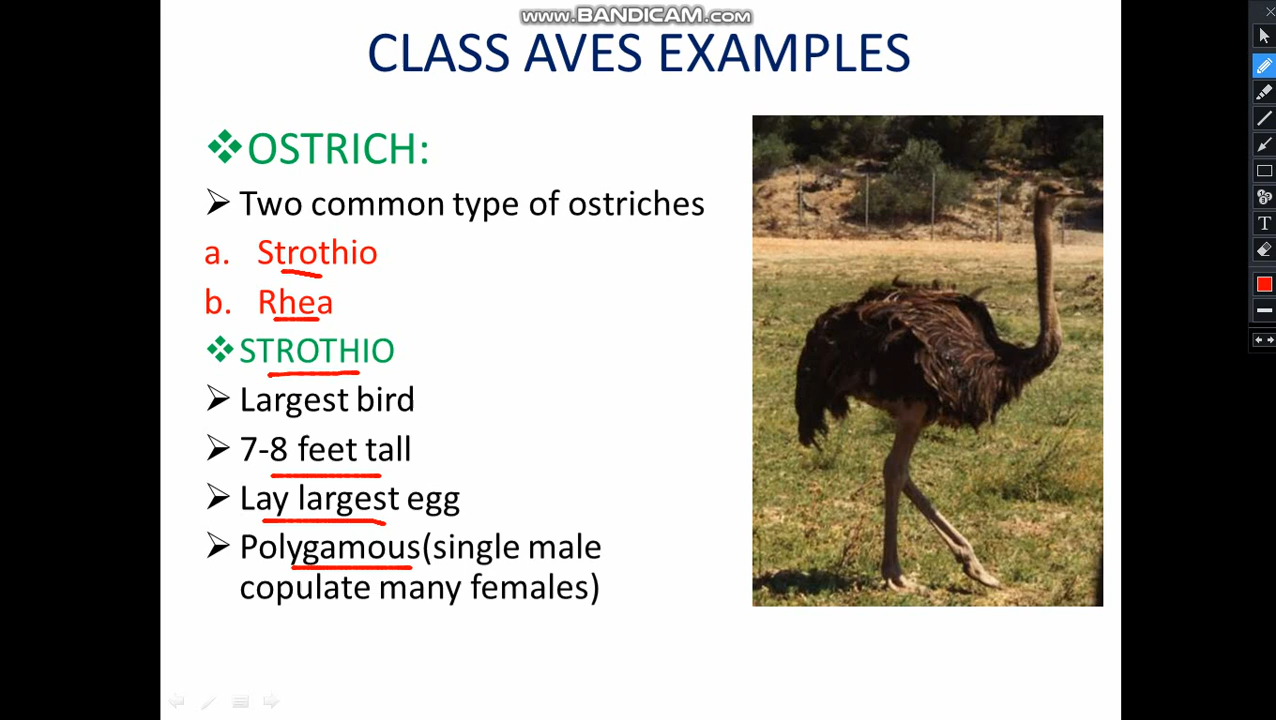 www.BANDICAM.com
CLASS AVES EXAMPLES
OSTRICH:
Two common type of ostriches
a. Strothio
b. Rhea
STROTHIO
Largest bird
7-8 feet tall
Lay largest egg
Polygamous(single male
copulate many females)